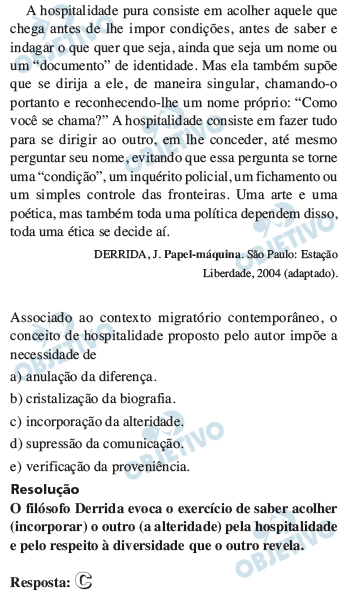 A hospitalidade pura consiste em acolher aquele que
chega antes de lhe impor condições, antes de saber e
indagar o que quer que seja, ainda que seja um nome ou
um “documento” de identidade. Mas ela também supõe
que se dirija a ele, de maneira singular, chamando-o
portanto e reconhecendo-lhe um nome próprio: “Como
você se chama?” A hospitalidade consiste em fazer tudo
para se dirigir ao outro, em lhe conceder, até mesmo
perguntar seu nome, evitando que essa pergunta se torne
uma “condição”, um inquérito policial, um fichamento ou
um simples controle das fronteiras. Uma arte e uma
poética, mas também toda uma política dependem disso,
toda uma ética se decide aí.
DERRIDA, J. Papel-máquina. São Paulo: Estação
Liberdade, 2004 (adaptado).
Associado ao contexto migratório contemporâneo, o
conceito de hospitalidade proposto pelo autor impõe a
necessidade de
a) anulação da diferença.
b) cristalização da biografia.
c) incorporação da alteridade.
d) supressão da comunicação.
e) verificação da proveniência.
Resolução
O filósofo Derrida evoca o exercício de saber acolher
(incorporar) o outro (a alteridade) pela hospitalidade
e pelo respeito à diversidade que o outro revela.
Resposta: C
OBJETIVO
OBJETIVO
OBJETIVO
OBJETIVO
OBJETIVO
OBJETIVO
OBJETIVO